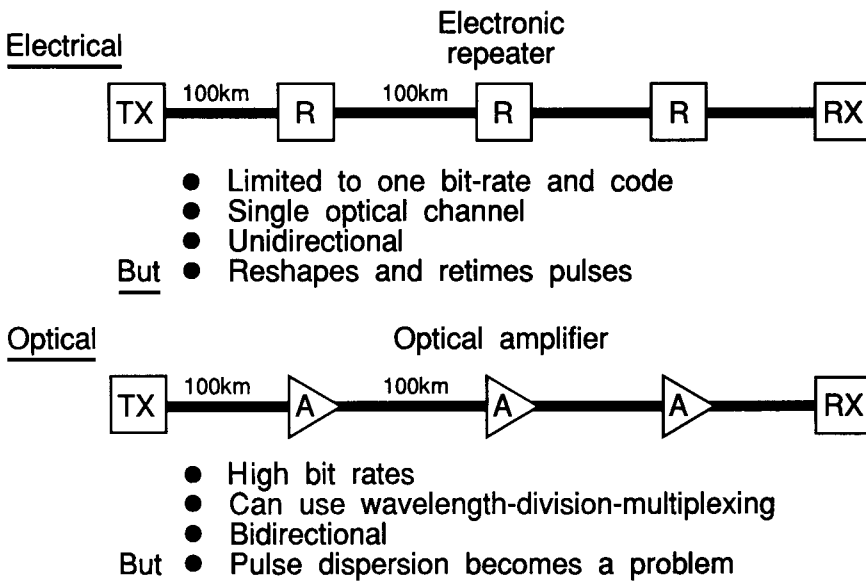 Electrical
Electronic
repeater
TX 100km R 100km R R RX
● Limited to one bit-rate and code
● Single optical channel
● Unidirectional
But ● Reshapes and retimes pulses
Optical
Optical amplifier
TX 100km A 100km A A RX
● High bit rates
● Can use wavelength-division-multiplexing
● Bidirectional
But ● Pulse dispersion becomes a problem